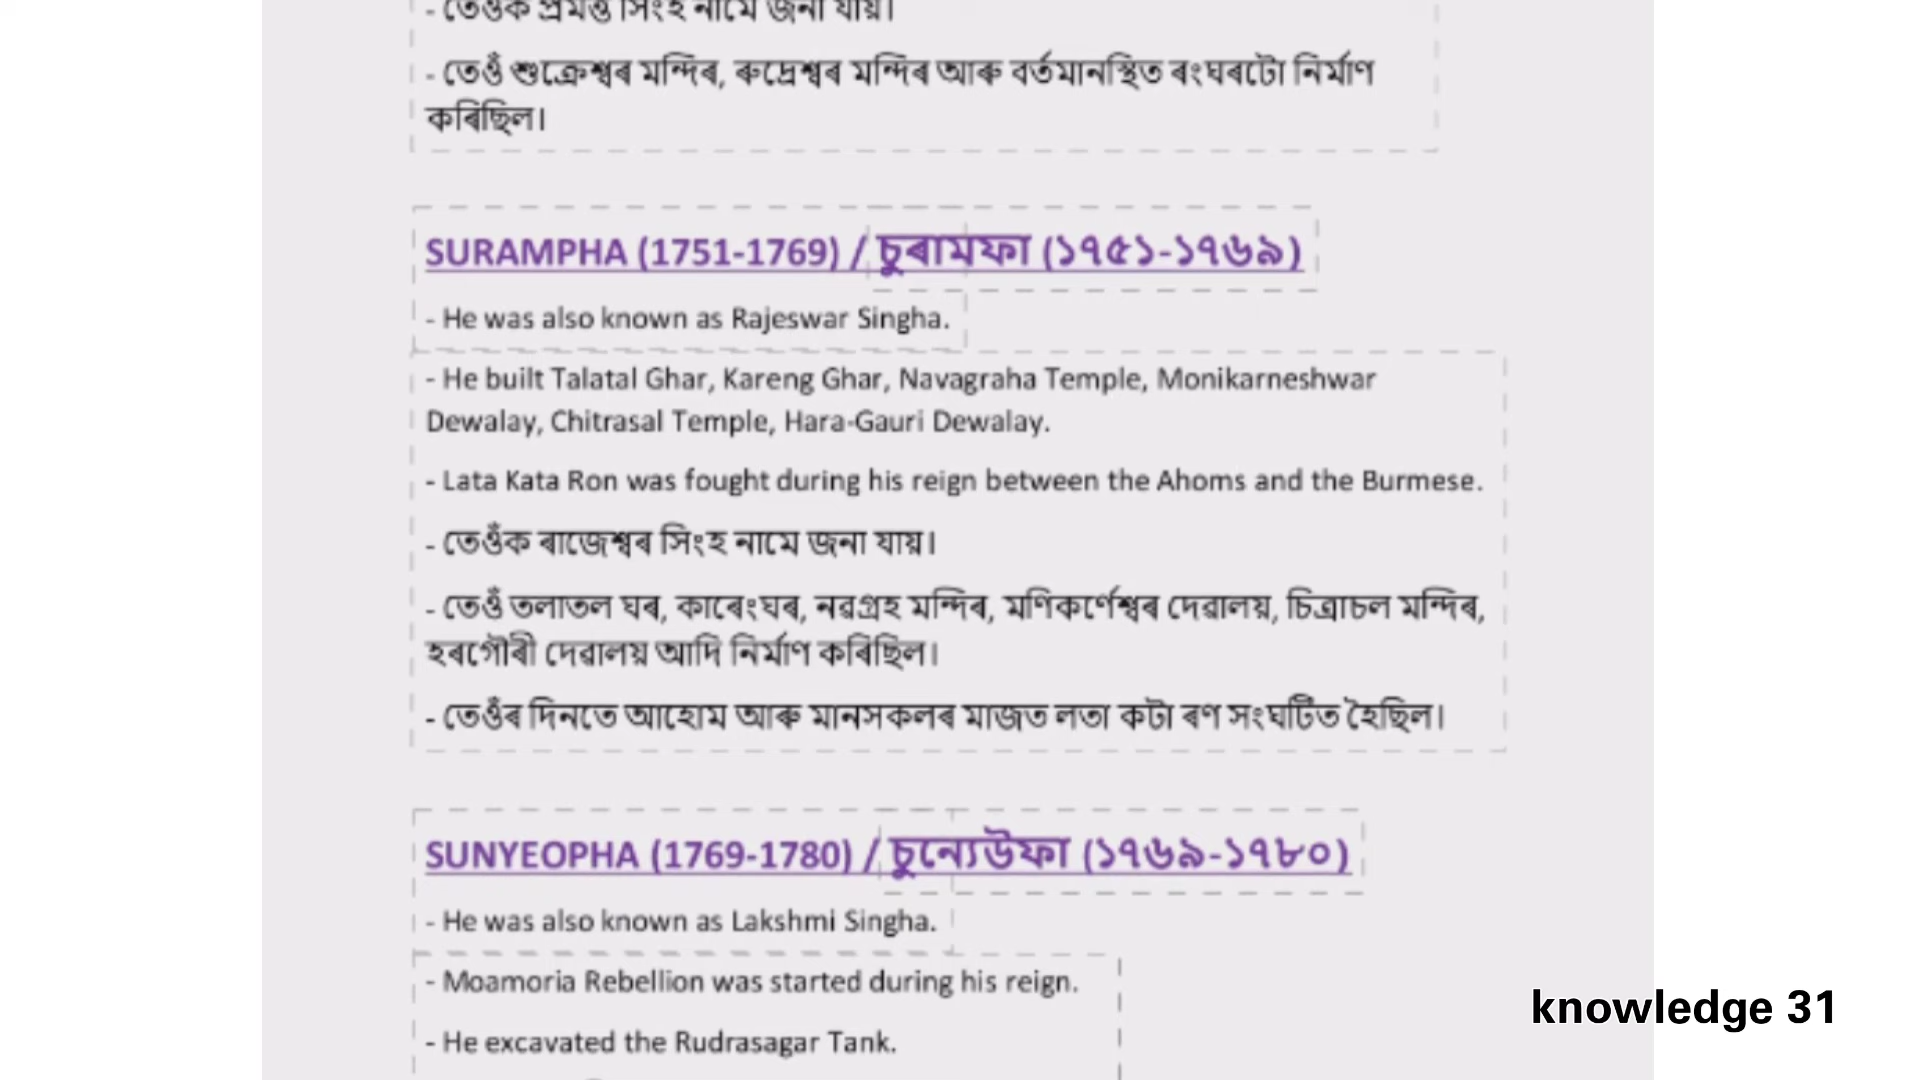 - তেওঁক প্ৰমত্ত সিংহ নামে জনা যায়।
- তেওঁ শুক্ৰেশ্বৰ মন্দিৰ, ৰুদ্ৰেশ্বৰ মন্দিৰ আৰু বৰ্তমানস্থিত ৰংঘৰটো নিৰ্মাণ
কৰিছিল।
SURAMPHA (1751-1769) / চুৰামফা (১৭৫১-১৭৬৯)
- He was also known as Rajeswar Singha.
- He built Talatal Ghar, Kareng Ghar, Navagraha Temple, Monikarneshwar
Dewalay, Chitrasal Temple, Hara-Gauri Dewalay.
- Lata Kata Ron was fought during his reign between the Ahoms and the Burmese.
- তেওঁক ৰাজেশ্বৰ সিংহ নামে জনা যায়।
- তেওঁ তলাতল ঘৰ, কাৰেংঘৰ, নৱগ্ৰহ মন্দিৰ, মণিকৰ্ণেশ্বৰ দেৱালয়, চিত্ৰাচল মন্দিৰ,
হৰগৌৰী দেৱালয় আদি নিৰ্মাণ কৰিছিল।
- তেওঁৰ দিনতে আহোম আৰু মানসকলৰ মাজত লতা কটা ৰণ সংঘটিত হৈছিল।
SUNYEOPHA (1769-1780) / চুন্যেউফা (১৭৬৯-১৭৮০)
- He was also known as Lakshmi Singha.
- Moamoria Rebellion was started during his reign.
- He excavated the Rudrasagar Tank.
knowledge 31